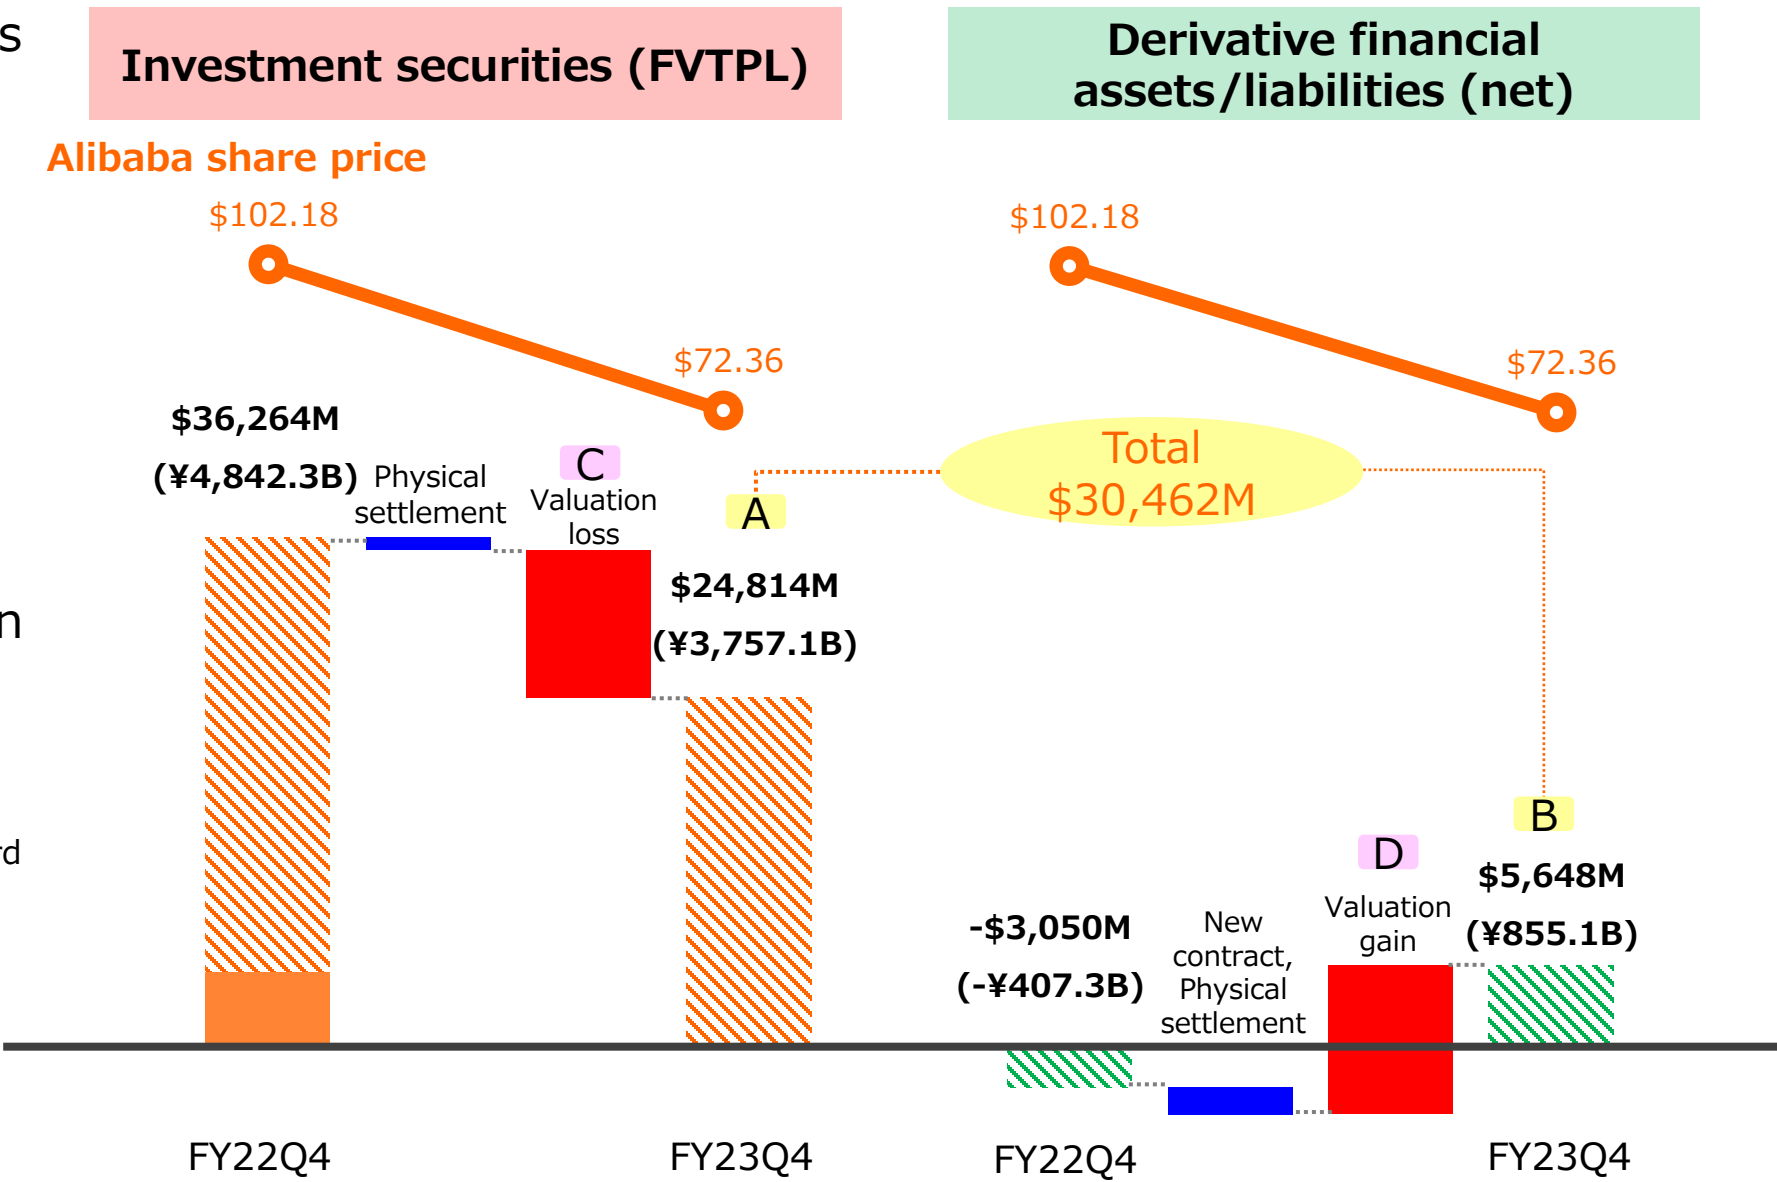 s
Investment securities (FVTPL)
Derivative financial
assets/liabilities (net)
Alibaba share price
$102.18
$72.36
$102.18
$72.36
$36,264M
(¥4,842.3B)
Physical
settlement
C
Valuation
loss
A
$24,814M
(¥3,757.1B)
Total
$30,462M
n
rd
-$3,050M
(-¥407.3B)
New
contract,
Physical
settlement
D
Valuation
gain
B
$5,648M
(¥855.1B)
FY22Q4
FY23Q4
FY22Q4
FY23Q4